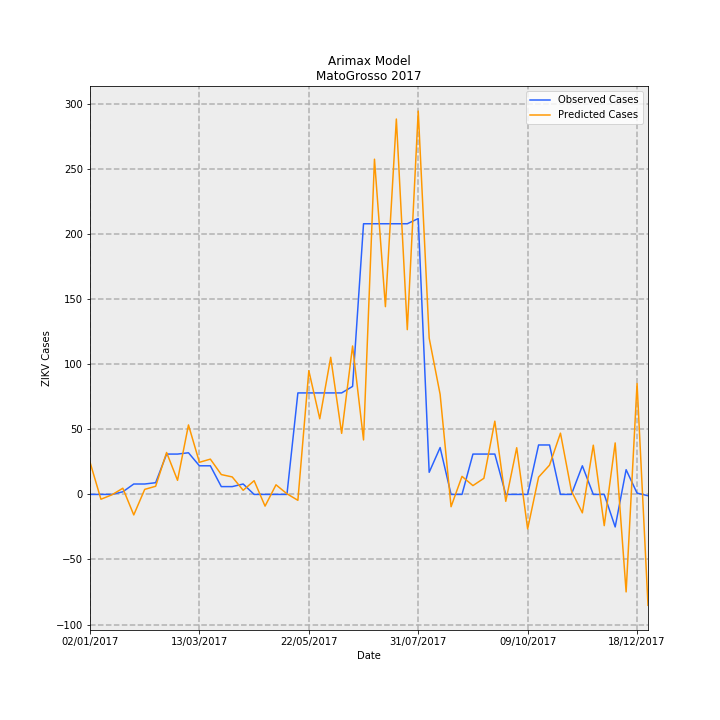 Arimax Model
MatoGrosso 2017
Observed Cases
Predicted Cases
300
250
200
150
100
50
0
−50
−100
ZIKV Cases
02/01/2017 13/03/2017 22/05/2017 31/07/2017 09/10/2017 18/12/2017
Date